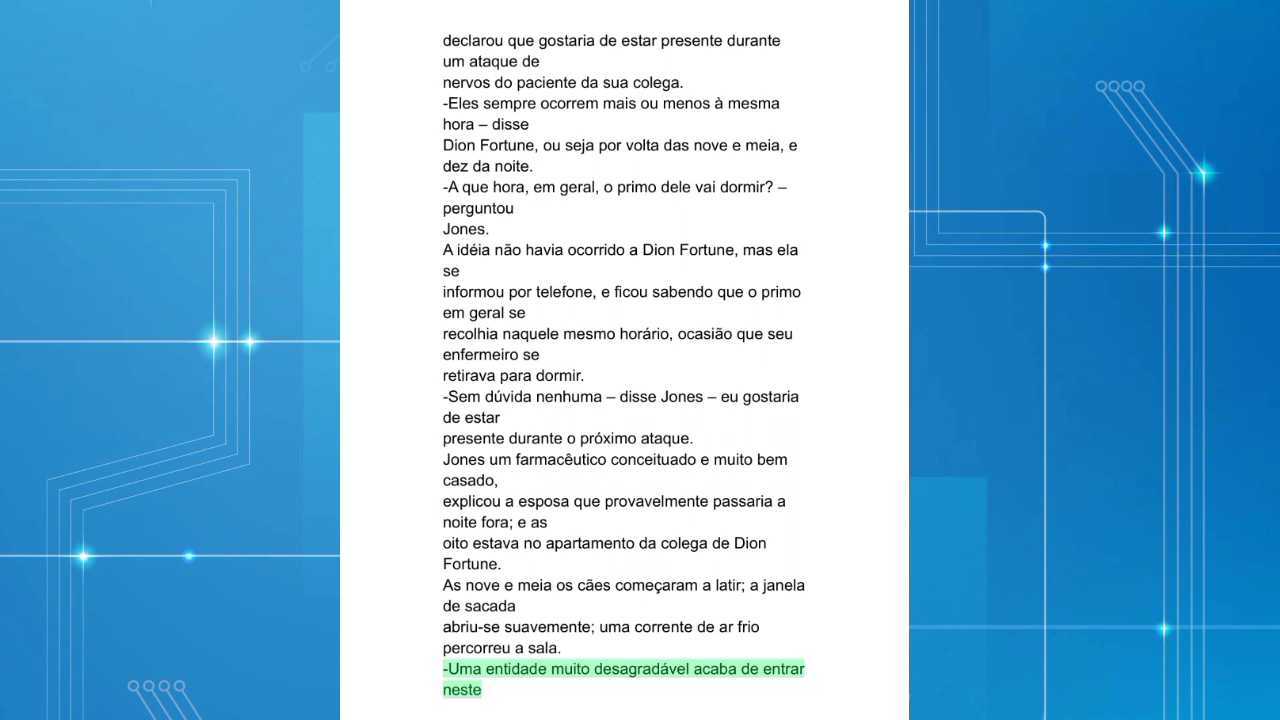 declarou que gostaria de estar presente durante
um ataque de
nervos do paciente da sua colega.
-Eles sempre ocorrem mais ou menos à mesma
hora – disse
Dion Fortune, ou seja por volta das nove e meia, e
dez da noite.
-A que hora, em geral, o primo dele vai dormir? –
perguntou
Jones.
A idéia não havia ocorrido a Dion Fortune, mas ela
se
informou por telefone, e ficou sabendo que o primo
em geral se
recolhia naquele mesmo horário, ocasião que seu
enfermeiro se
retirava para dormir.
-Sem dúvida nenhuma – disse Jones – eu gostaria
de estar
presente durante o próximo ataque.
Jones um farmacêutico conceituado e muito bem
casado,
explicou a esposa que provavelmente passaria a
noite fora; e as
oito estava no apartamento da colega de Dion
Fortune.
As nove e meia os cães começaram a latir; a janela
de sacada
abriu-se suavemente; uma corrente de ar frio
percorreu a sala.
-Uma entidade muito desagradável acaba de entrar
neste